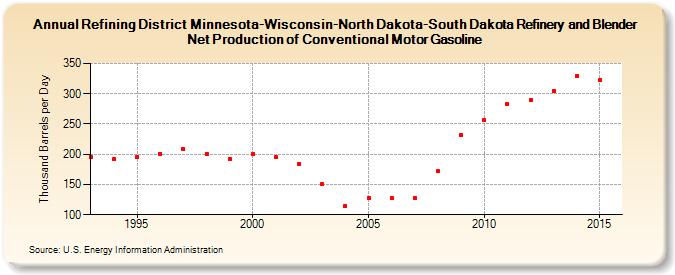 Annual Refining District Minnesota-Wisconsin-North Dakota-South Dakota Refinery and Blender
Net Production of Conventional Motor Gasoline
Thousand Barrels per Day
350
300
250
200
150
100
1995
2000
2005
2010
2015
Source: U.S. Energy Information Administration